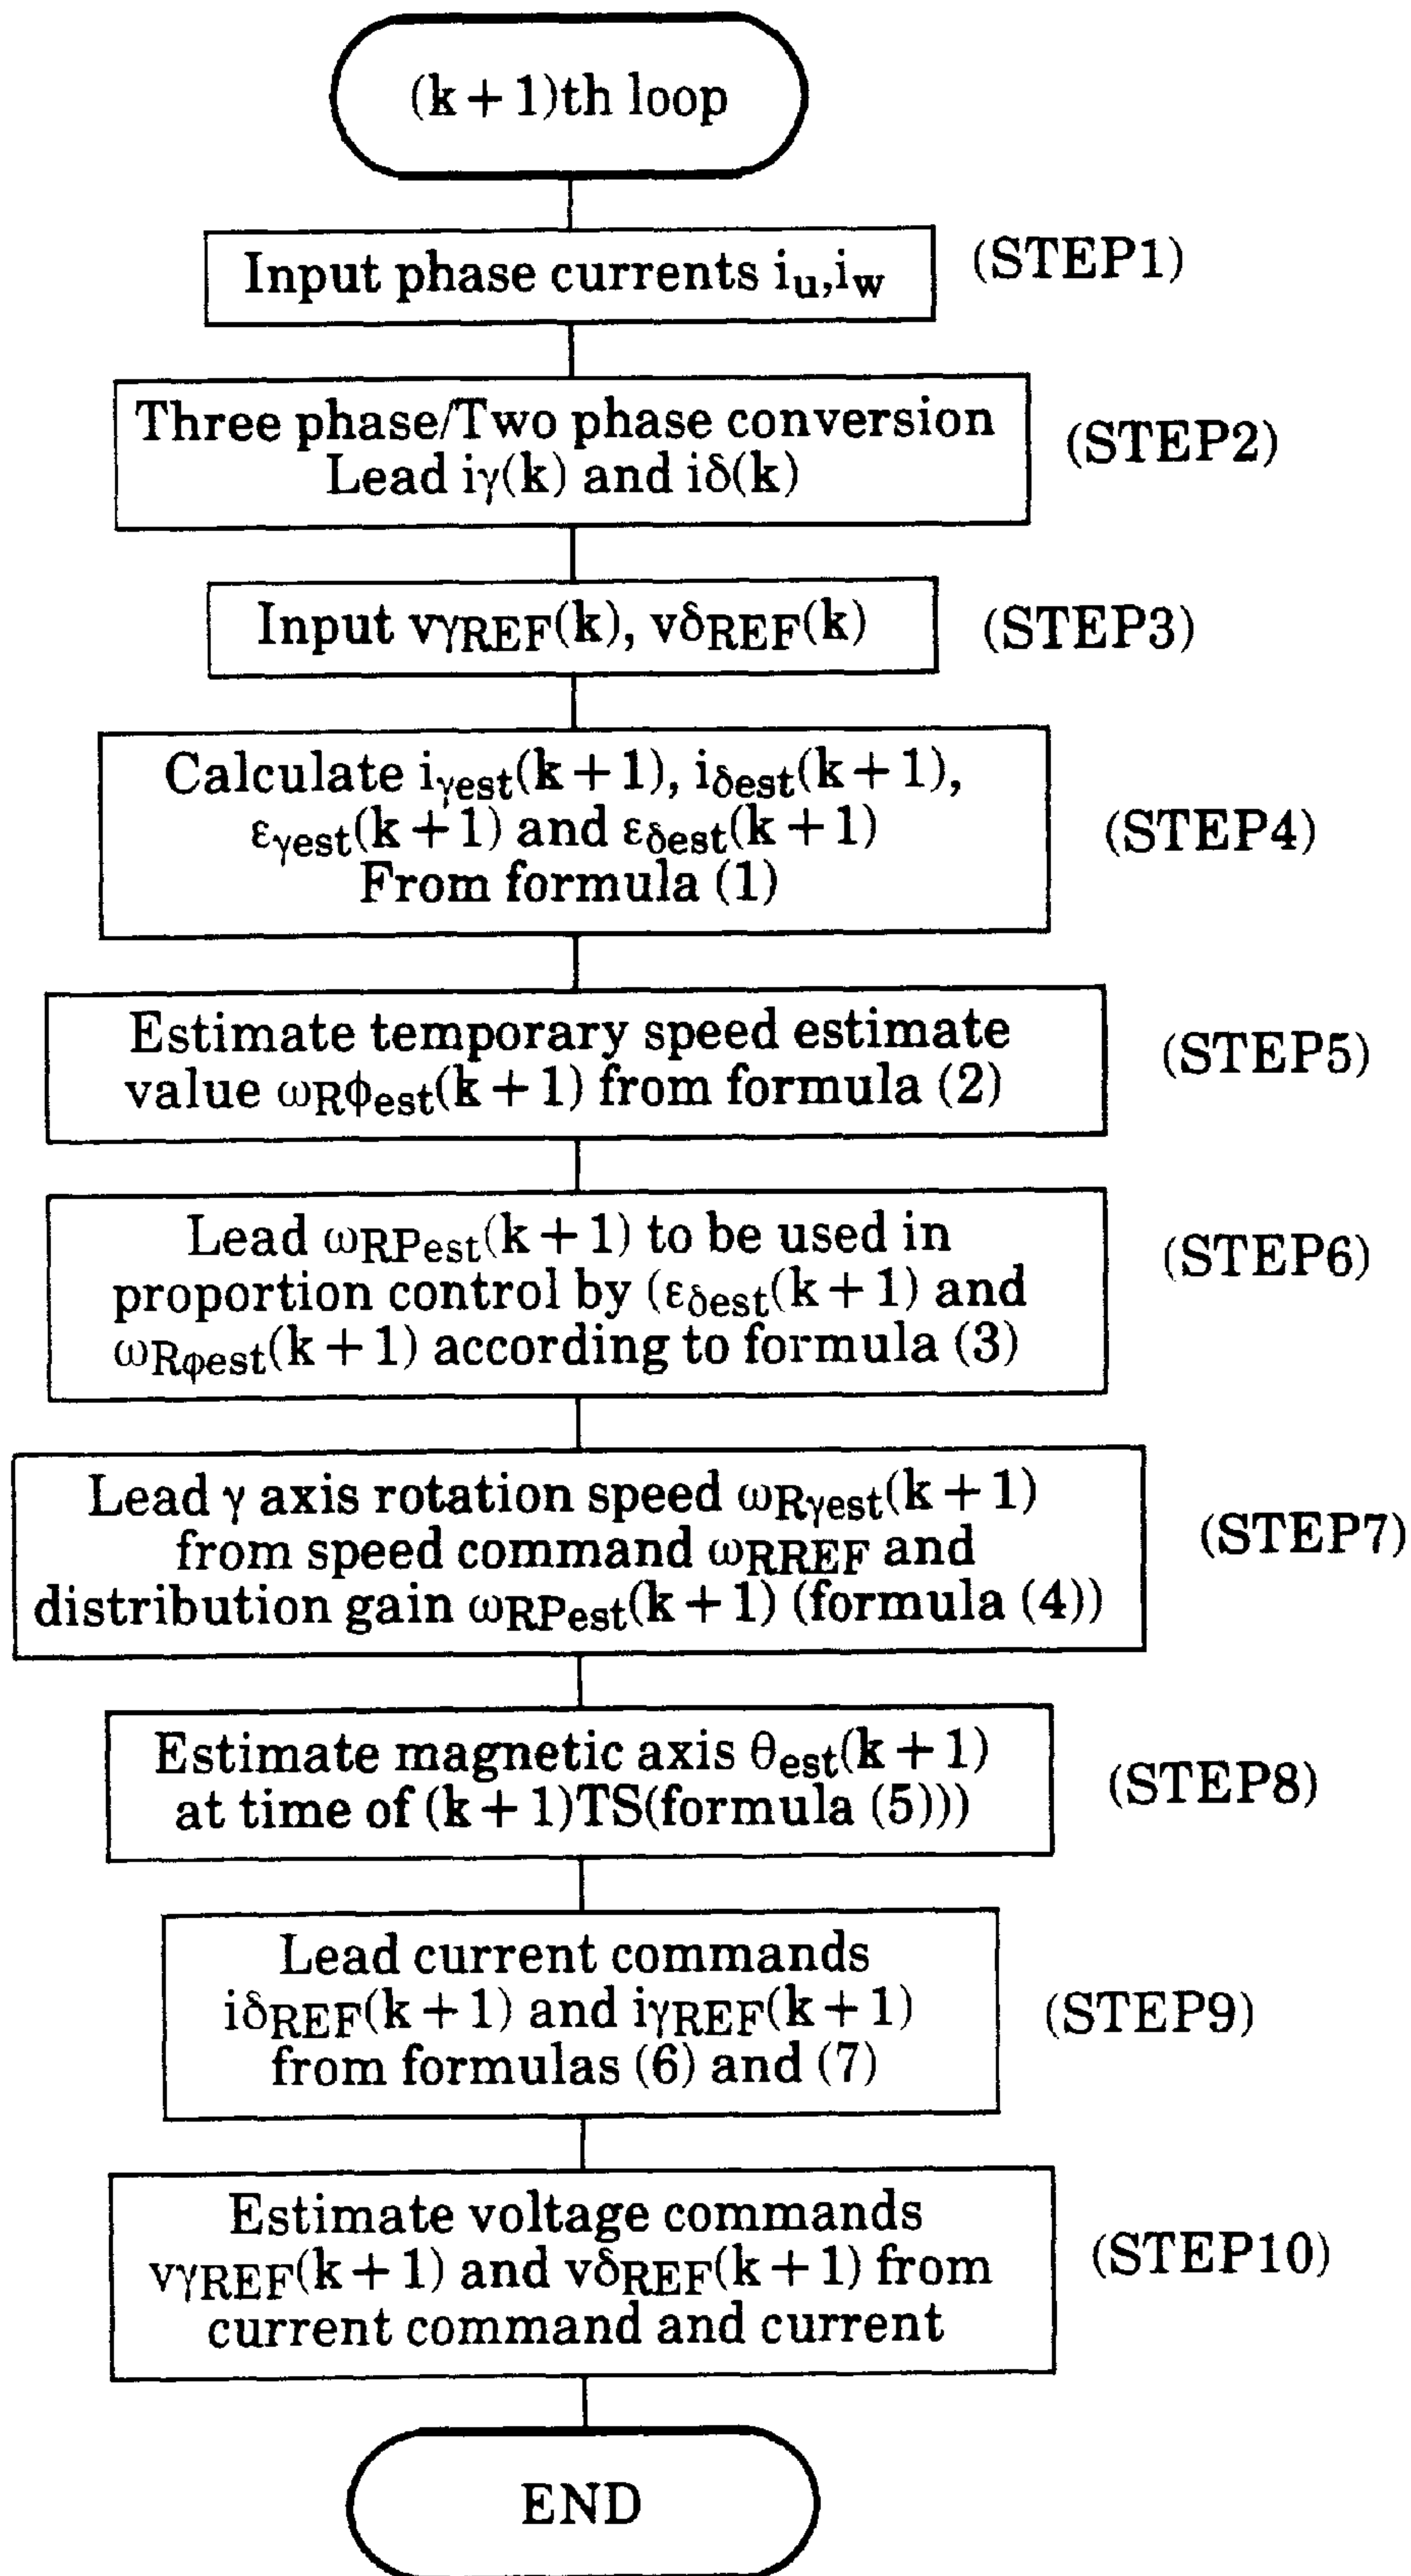 (k+1)th loop
Input phase currents iu,iw
(STEP1)
Three phase/Two phase conversion
Lead iγ(k) and iδ(k)
(STEP2)
Input vγREF(k), vδREF(k)
(STEP3)
Calculate iγest(k+1), iδest(k+1),
εγest(k+1) and εδest(k+1)
From formula (1)
(STEP4)
Estimate temporary speed estimate
value ωRϕest(k+1) from formula (2)
(STEP5)
Lead ωRPest(k+1) to be used in
proportion control by (εδest(k+1) and
ωRφest(k+1) according to formula (3)
(STEP6)
Lead γ axis rotation speed ωRγest(k+1)
from speed command ωRREF and
distribution gain ωRPest(k+1) (formula (4))
(STEP7)
Estimate magnetic axis θest(k+1)
at time of (k+1)TS(formula (5)))
(STEP8)
Lead current commands
iδREF(k+1) and iγREF(k+1)
from formulas (6) and (7)
(STEP9)
Estimate voltage commands
vγREF(k+1) and vδREF(k+1) from
current command and current
(STEP10)
END